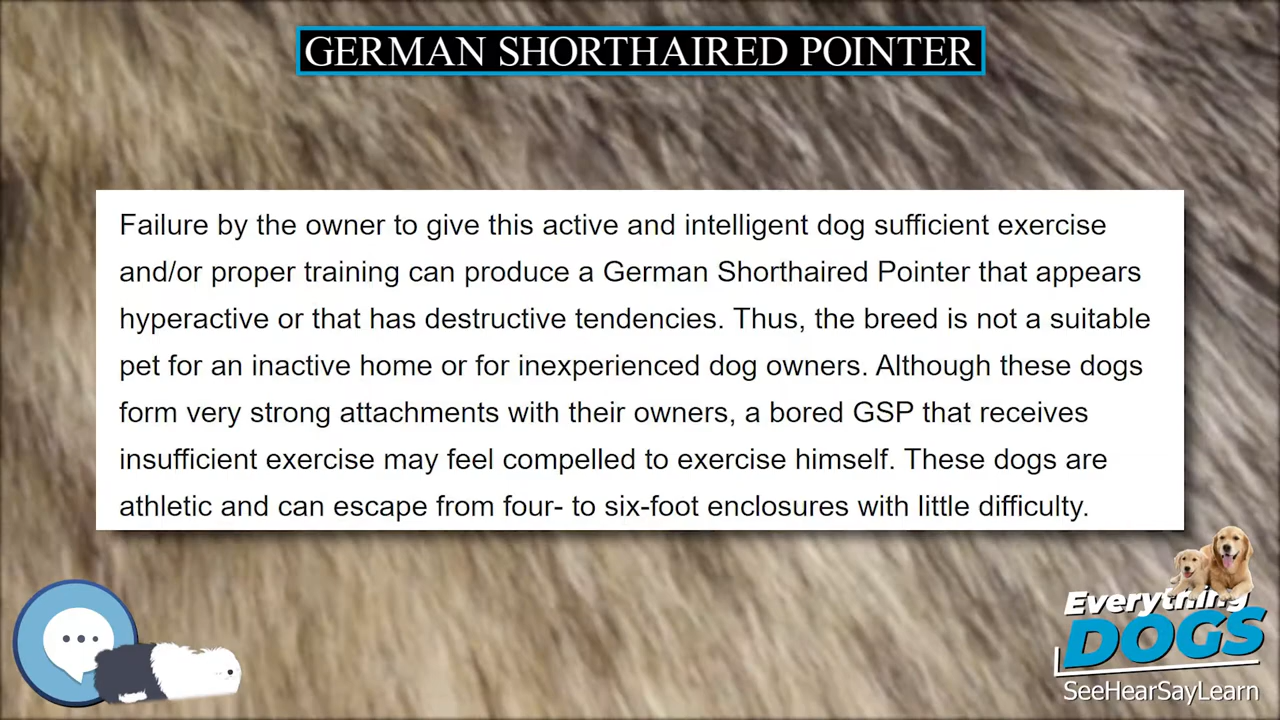 GERMAN SHORTHAIRED POINTER
Failure by the owner to give this active and intelligent dog sufficient exercise
and/or proper training can produce a German Shorthaired Pointer that appears
hyperactive or that has destructive tendencies. Thus, the breed is not a suitable
pet for an inactive home or for inexperienced dog owners. Although these dogs
form very strong attachments with their owners, a bored GSP that receives
insufficient exercise may feel compelled to exercise himself. These dogs are
athletic and can escape from four- to six-foot enclosures with little difficulty.
Everything
DOGS
SeeHearSayLearn